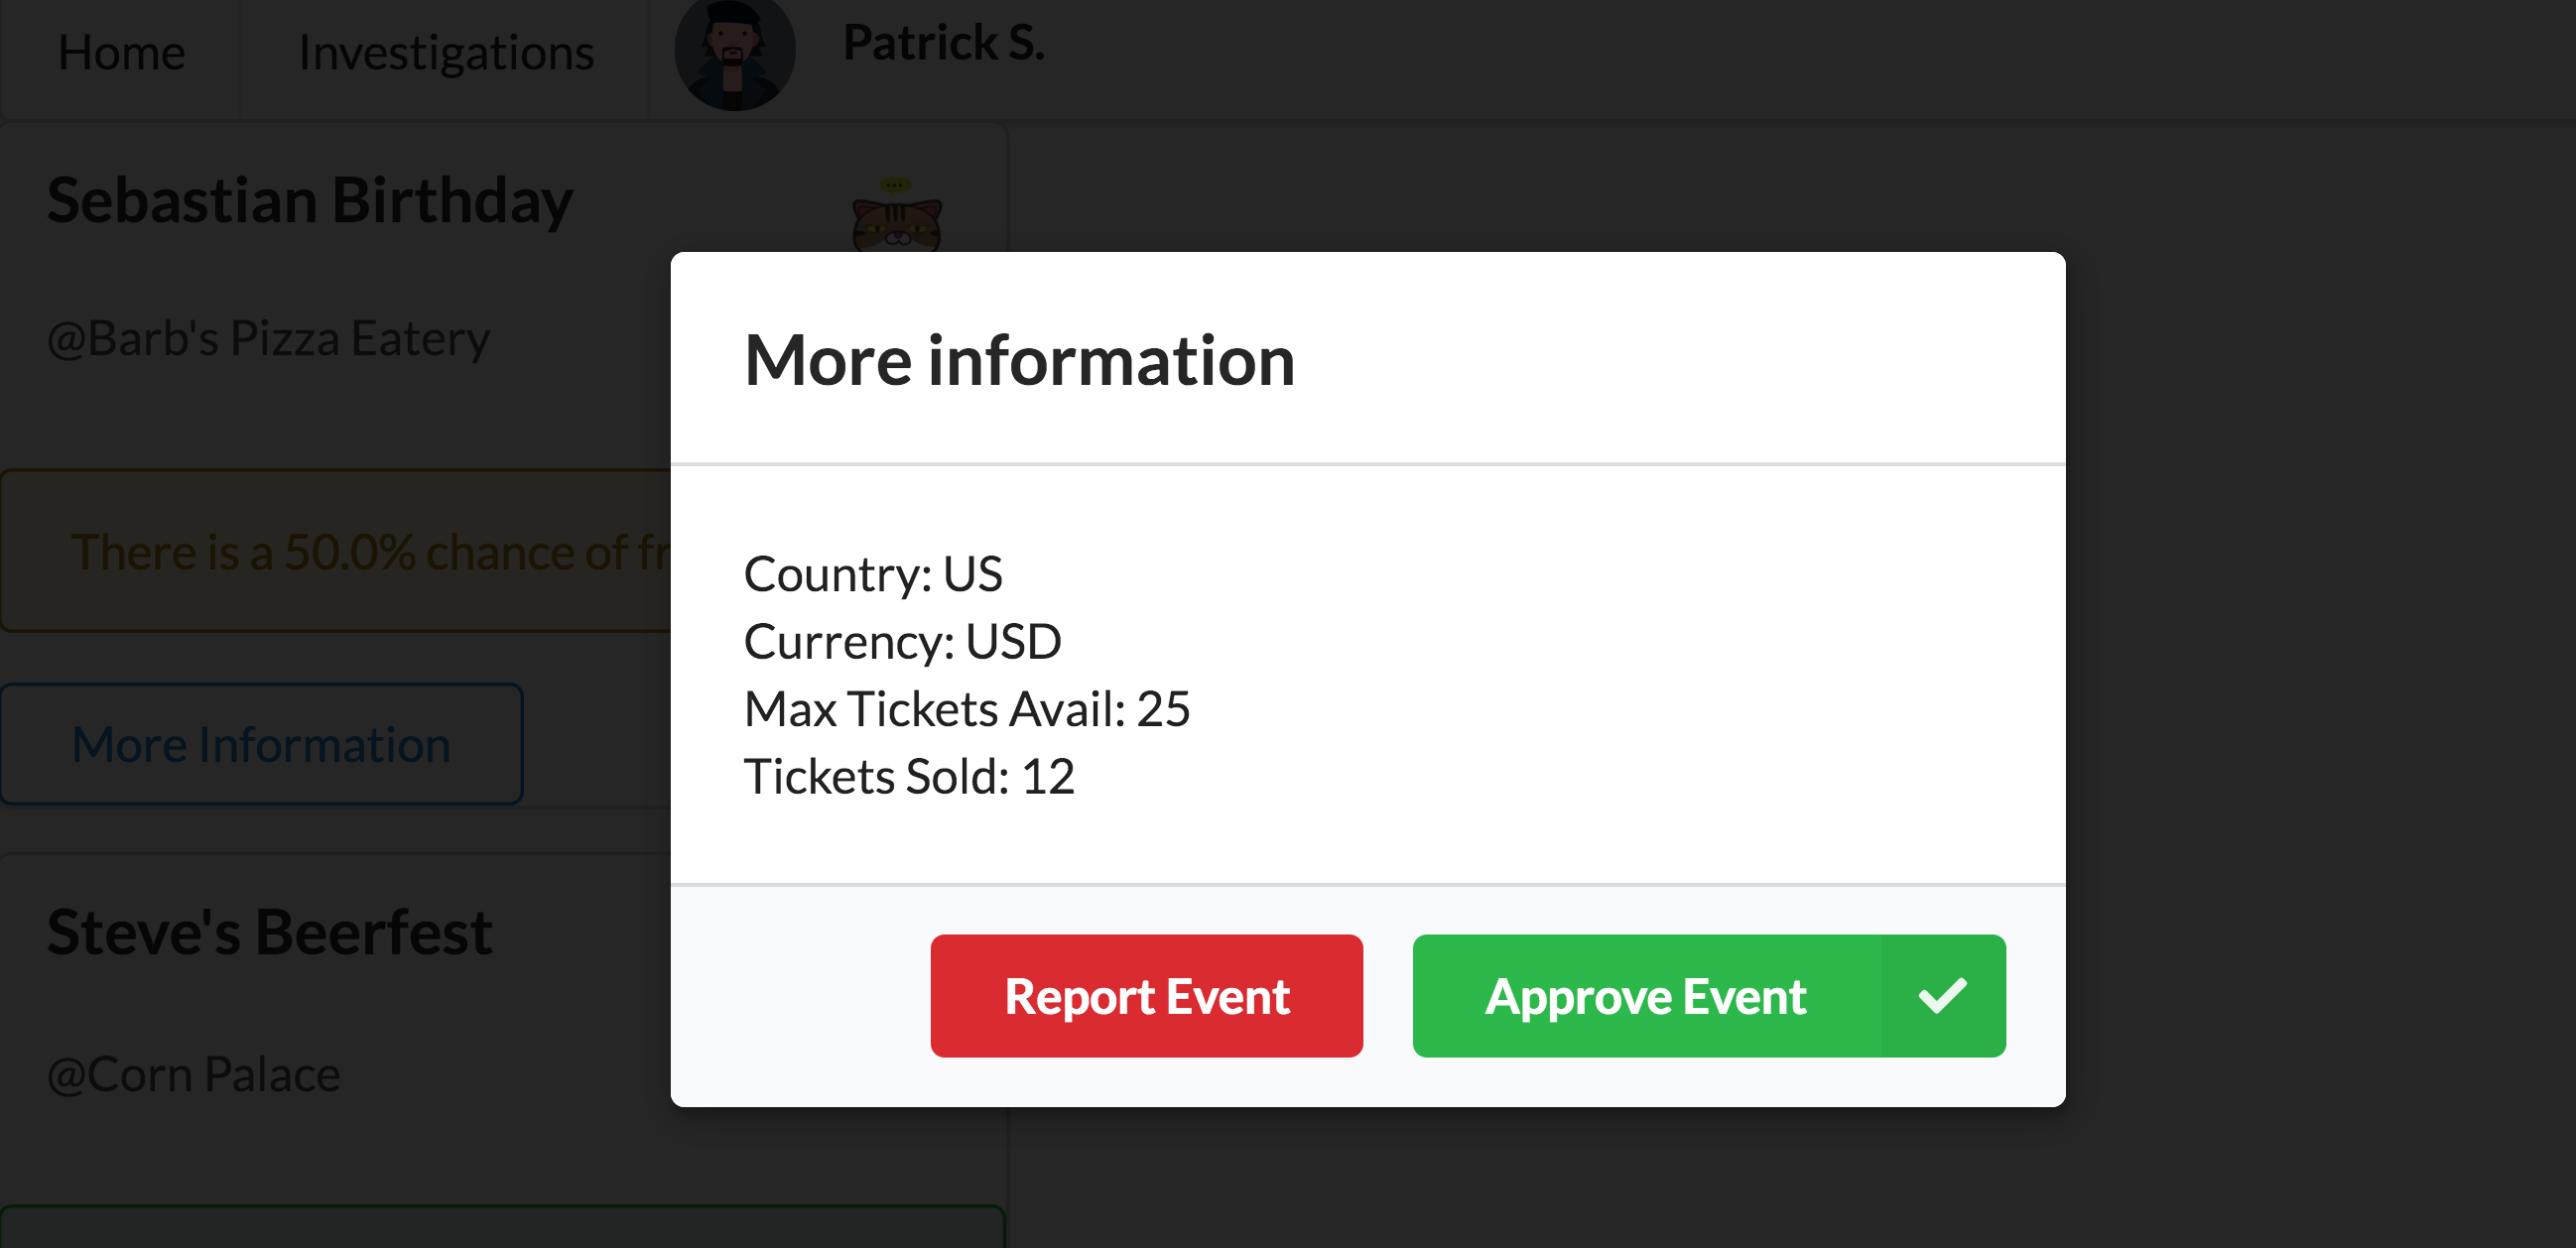 Home
Investigations
Patrick S.
Sebastian Birthday
@Barb's Pizza Eatery
There is a 50.0% chance of fr
More Information
Steve's Beerfest
@Corn Palace
More information
Country: US
Currency: USD
Max Tickets Avail: 25
Tickets Sold: 12
Report Event
Approve Event